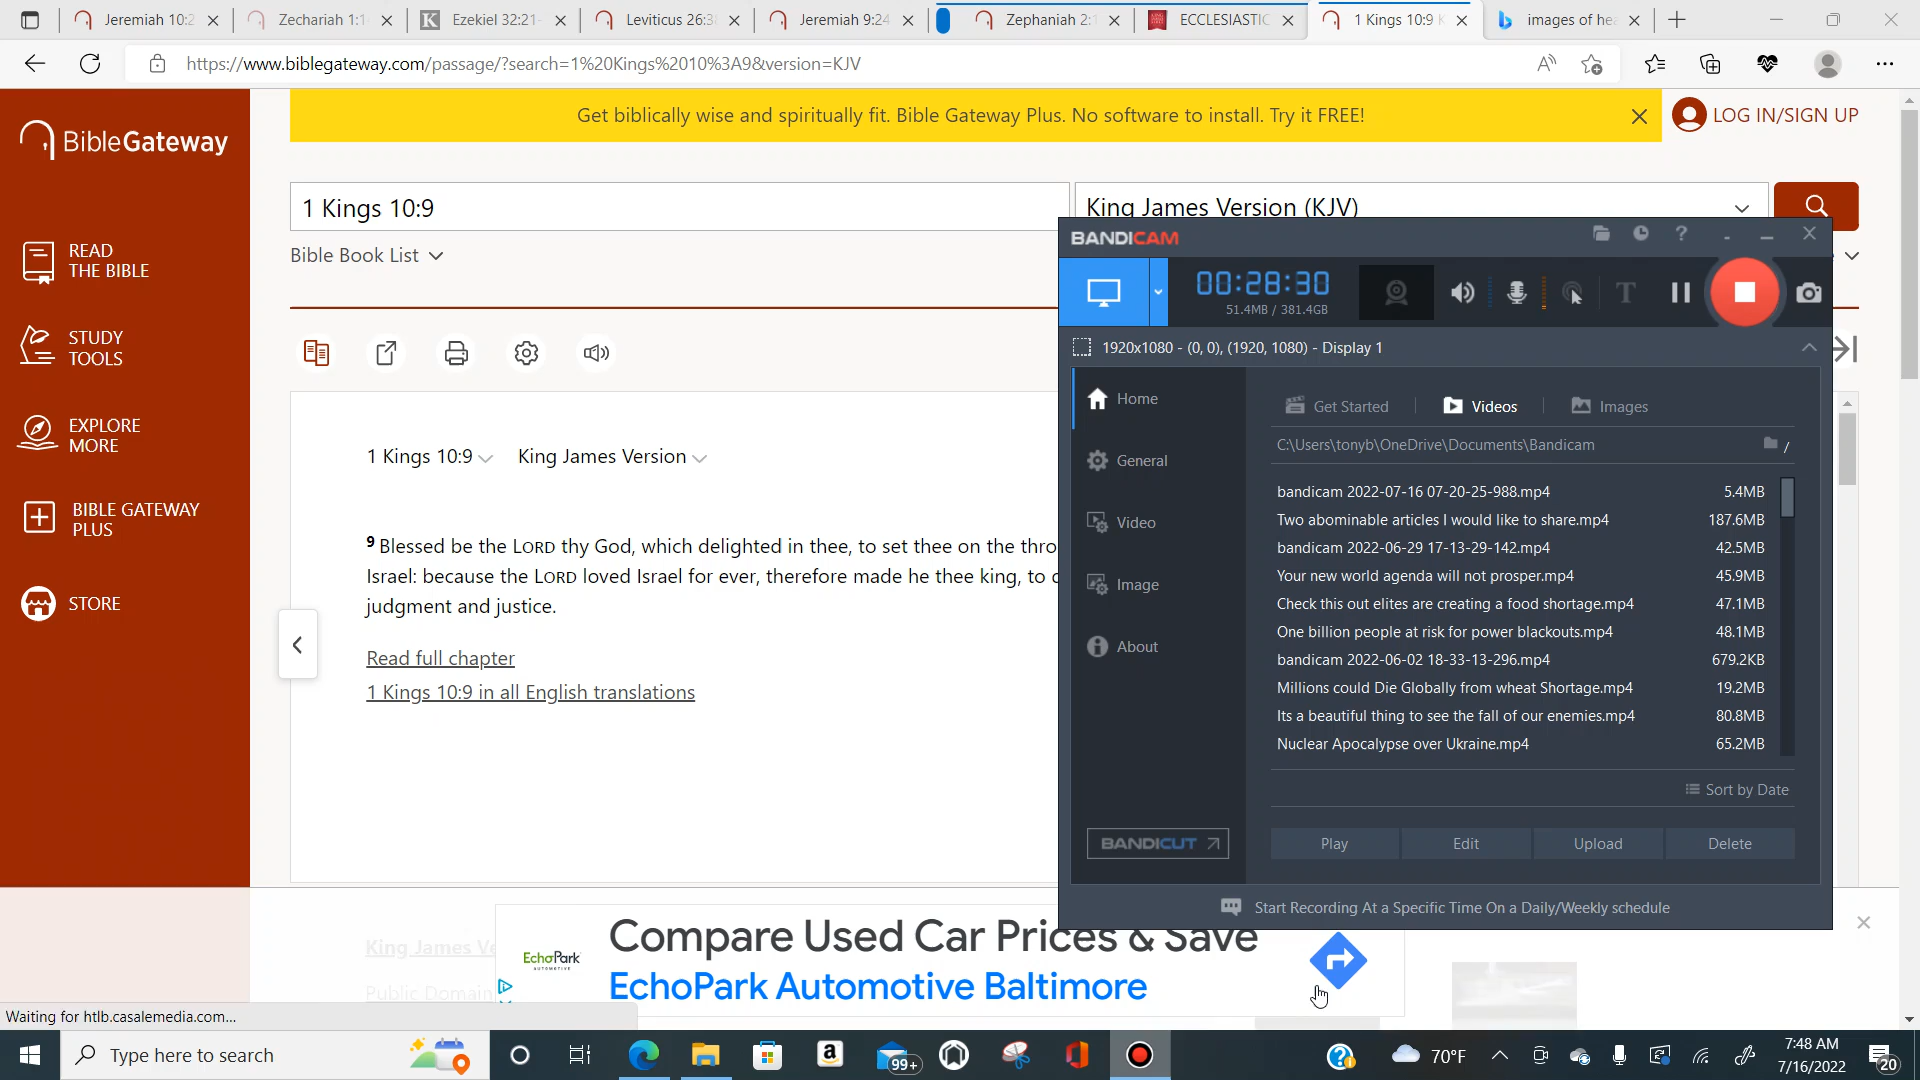 Jeremiah 10:2
Zechariah 1:1
Ezekiel 32:21-
Leviticus 26:3
Jeremiah 9:24
Zephaniah 2:1
ECCLESIASTIC
1 Kings 10:9 K
images of he
https://www.biblegateway.com/passage/?search=1%20Kings%2010%3A9&version=KJV
BibleGateway
READ
THE BIBLE
STUDY
TOOLS
EXPLORE
MORE
BIBLE GATEWAY
PLUS
STORE
Get biblically wise and spiritually fit. Bible Gateway Plus. No software to install. Try it FREE!
LOG IN/SIGN UP
1 Kings 10:9
King James Version (KJV)
Bible Book List
1 Kings 10:9 King James Version
9 Blessed be the LORD thy God, which delighted in thee, to set thee on the thro
Israel: because the LORD loved Israel for ever, therefore made he thee king, to
judgment and justice.
Read full chapter
1 Kings 10:9 in all English translations
King James Ve
Public Domain
BANDICAM
?
00:28:30
51.4MB / 381.4GB
T
1920x1080 - (0, 0), (1920, 1080) - Display 1
Home
General
Video
Image
About
BANDICUT
Get Started
Videos
Images
C:\Users\tonyb\OneDrive\Documents\Bandicam
bandicam 2022-07-16 07-20-25-988.mp4 5.4MB
Two abominable articles I would like to share.mp4 187.6MB
bandicam 2022-06-29 17-13-29-142.mp4 42.5MB
Your new world agenda will not prosper.mp4 45.9MB
Check this out elites are creating a food shortage.mp4 47.1MB
One billion people at risk for power blackouts.mp4 48.1MB
bandicam 2022-06-02 18-33-13-296.mp4 679.2KB
Millions could Die Globally from wheat Shortage.mp4 19.2MB
Its a beautiful thing to see the fall of our enemies.mp4 80.8MB
Nuclear Apocalypse over Ukraine.mp4 65.2MB
Sort by Date
Play
Edit
Upload
Delete
Start Recording At a Specific Time On a Daily/Weekly schedule
EchoPark
AUTOMOTIVE
Compare Used Car Prices & Save
EchoPark Automotive Baltimore
Waiting for htlb.casalemedia.com...
Type here to search
99+
70°F
7:48 AM
7/16/2022
20